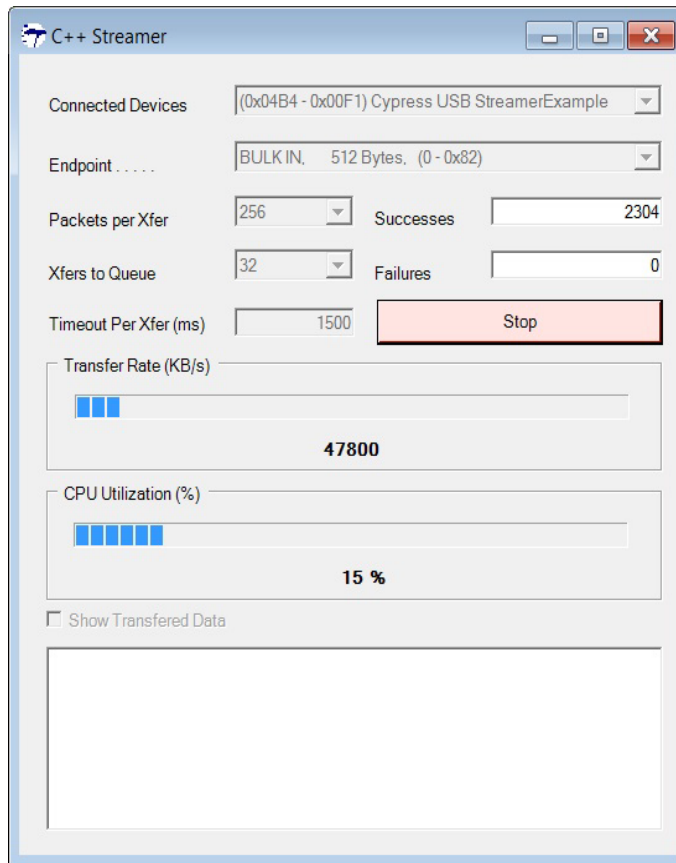 C++ Streamer
Connected Devices (0x04B4 - 0x00F1) Cypress USB StreamerExample
Endpoint . . . . . BULK IN, 512 Bytes, (0 - 0x82)
Packets per Xfer 256 Successes 2304
Xfers to Queue 32 Failures 0
Timeout Per Xfer (ms) 1500 Stop
Transfer Rate (KB/s)
47800
CPU Utilization (%)
15 %
Show Transfered Data